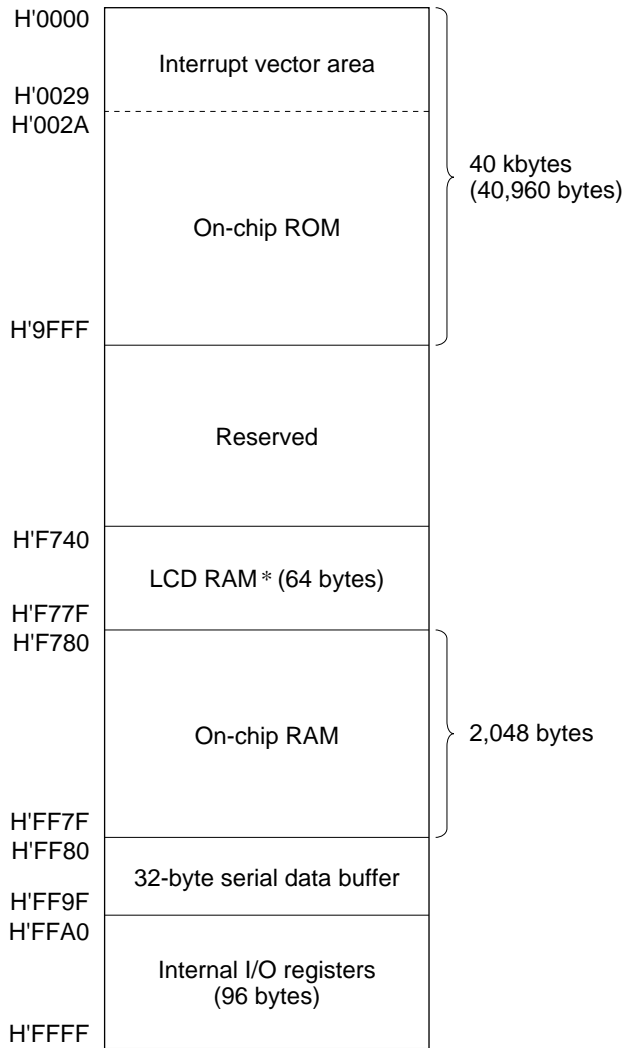 H'0000
Interrupt vector area
H'0029
H'002A
40 kbytes
(40,960 bytes)
On-chip ROM
H'9FFF
Reserved
H'F740
LCD RAM* (64 bytes)
H'F77F
H'F780
On-chip RAM
2,048 bytes
H'FF7F
H'FF80
32-byte serial data buffer
H'FF9F
H'FFA0
Internal I/O registers
(96 bytes)
H'FFFF